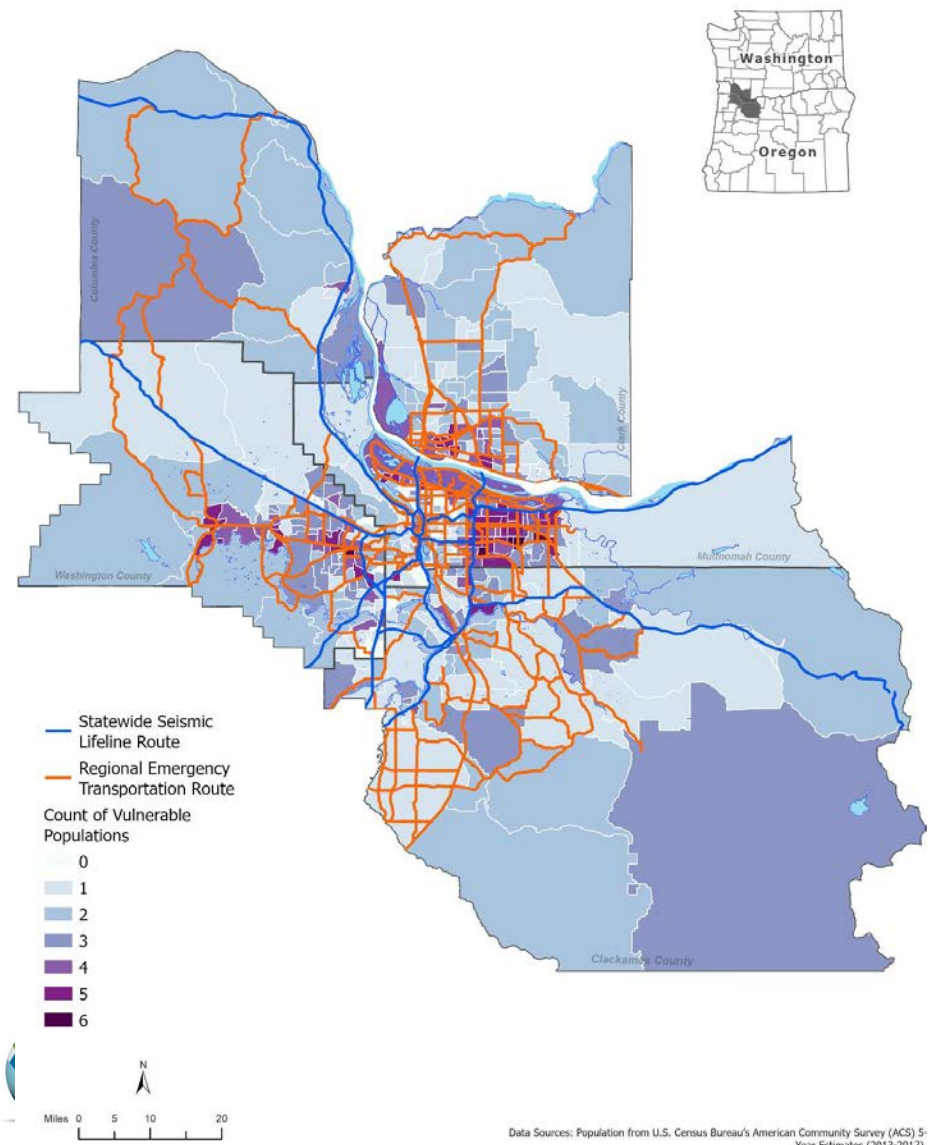 Washington
Oregon
Columbia County
Clark County
Multnomah County
Washington County
Clackamas County
Statewide Seismic
Lifeline Route
Regional Emergency
Transportation Route
Count of Vulnerable
Populations
0
1
2
3
4
5
6
N
Miles 0 5 10 20
Data Sources: Population from U.S. Census Bureau's American Community Survey (ACS) 5-